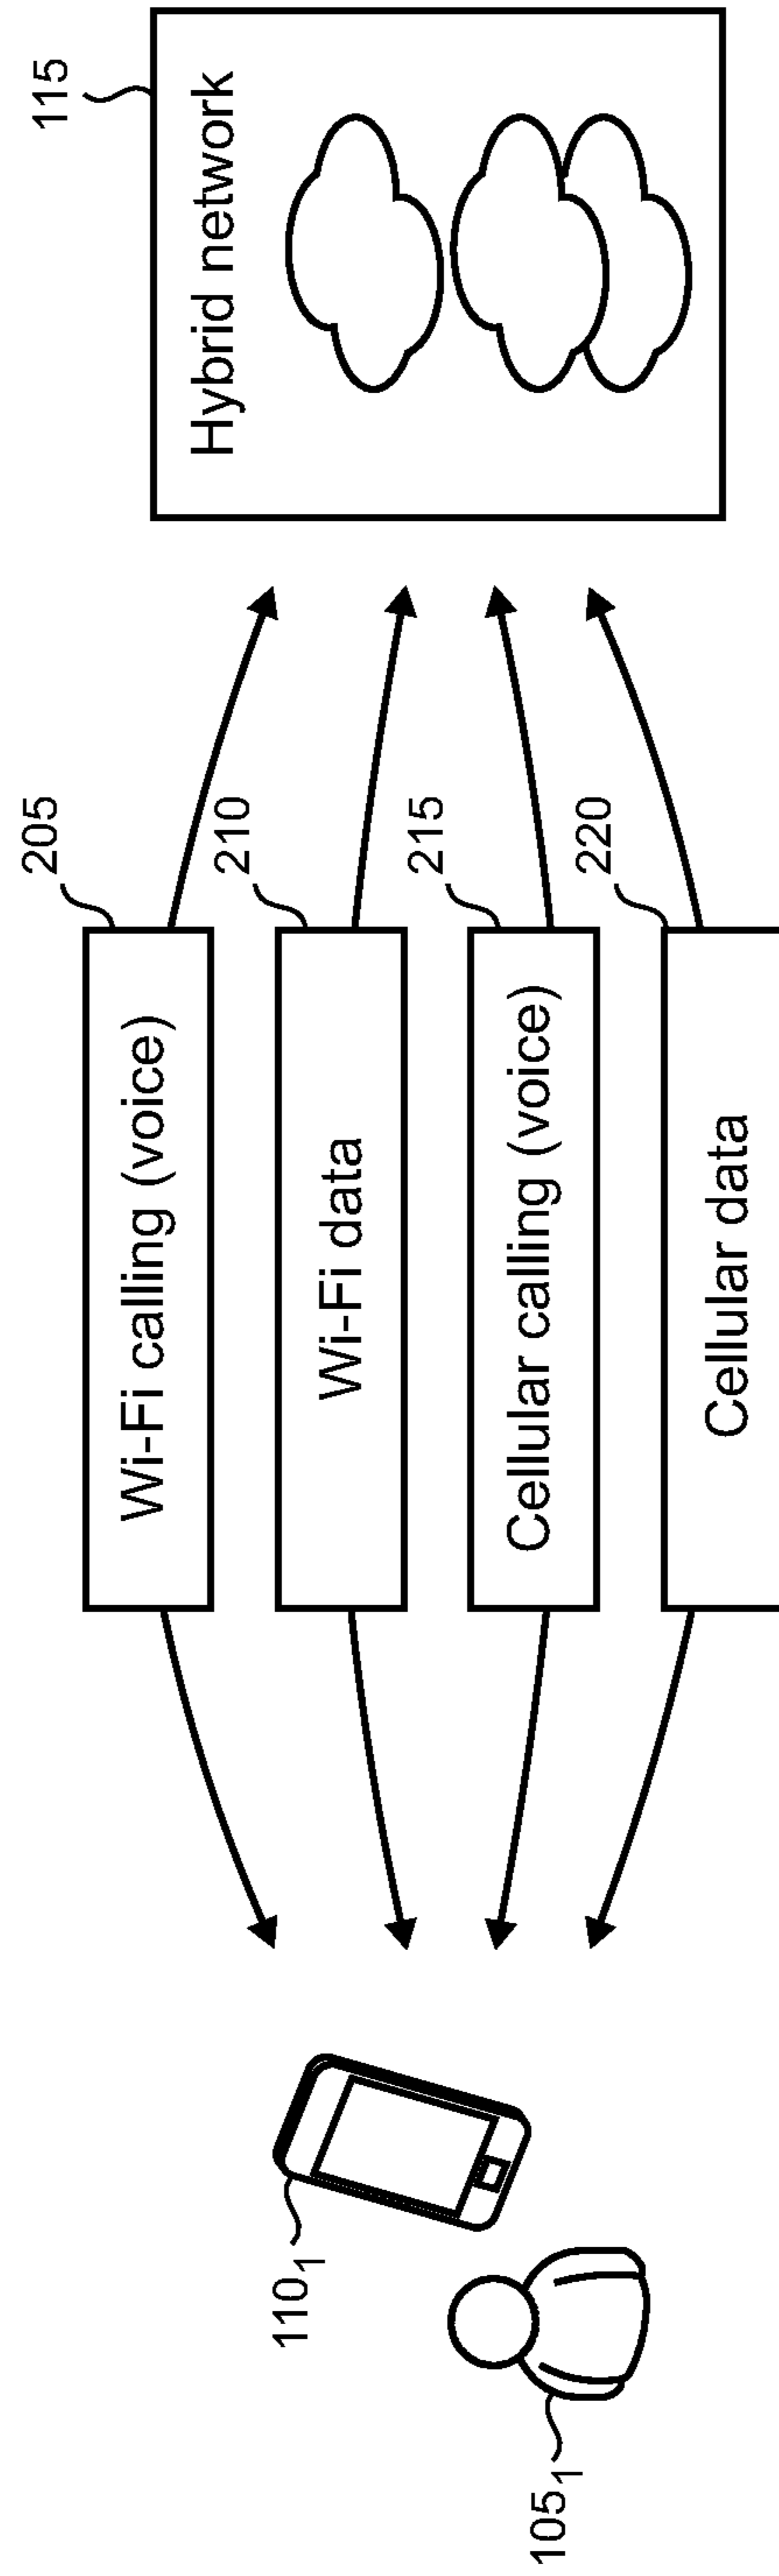 115
Hybrid network
205
Wi-Fi calling (voice)
210
Wi-Fi data
215
Cellular calling (voice)
220
Cellular data
110₁
105₁